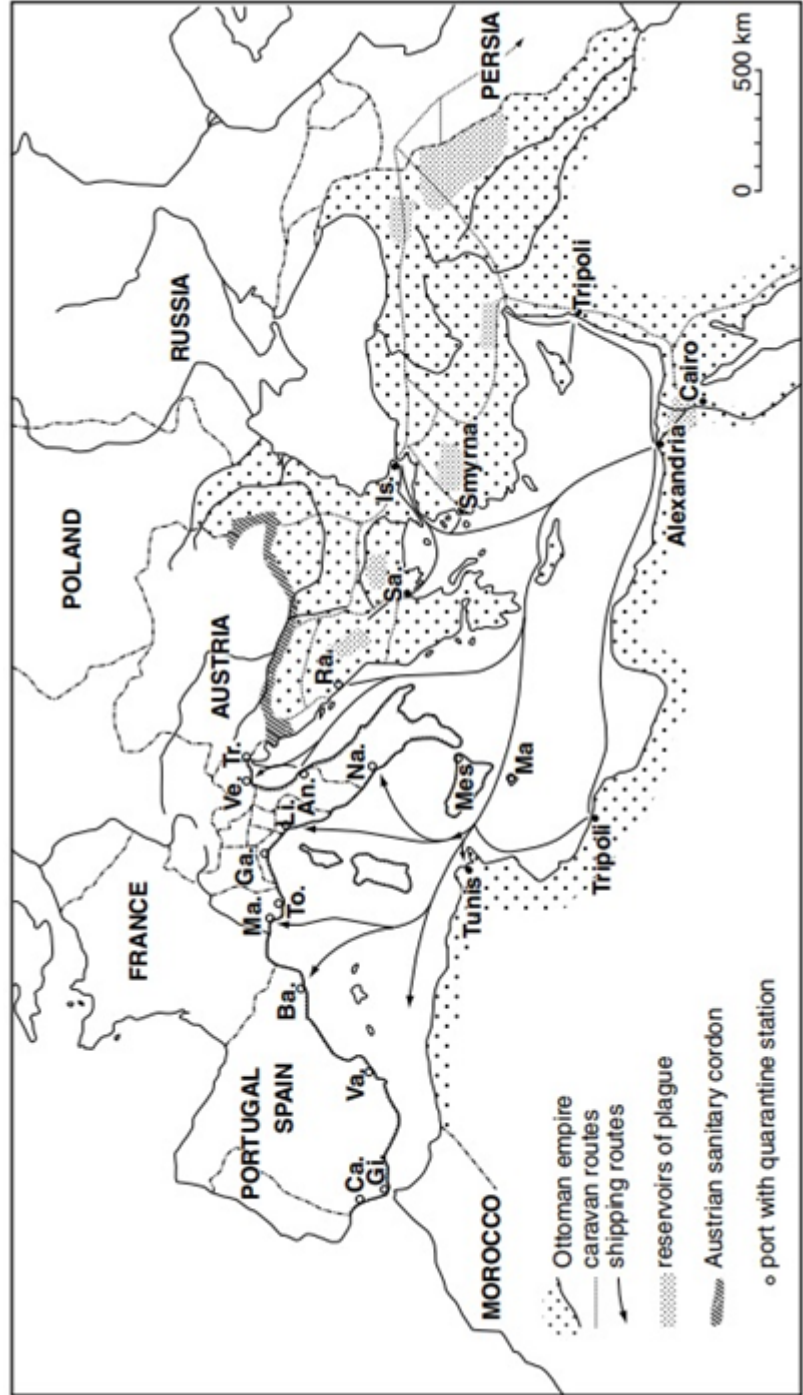 POLAND
RUSSIA
FRANCE
AUSTRIA
PERSIA
PORTUGAL
SPAIN
MOROCCO
Ca.
Gi.
Va.
Ba.
Ma.
To.
Ga.
Li.
Ve.
Tr.
An.
Na.
Ra.
Sa.
Is.
Smyrna
Mes
Ma
Tunis
Tripoli
Alexandria
Cairo
Tripoli
0 500 km
Ottoman empire
caravan routes
shipping routes
reservoirs of plague
Austrian sanitary cordon
port with quarantine station